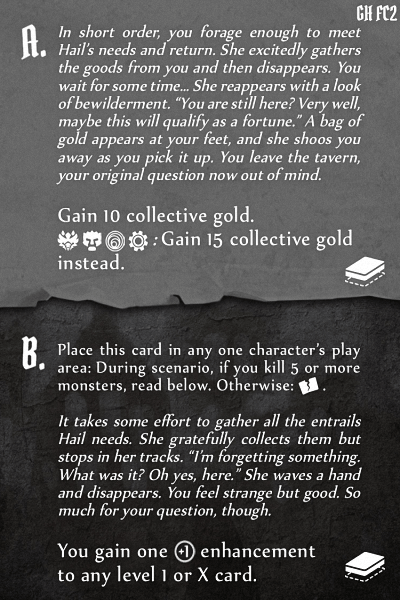 GH FC2
A. In short order, you forage enough to meet
Hail's needs and return. She excitedly gathers
the goods from you and then disappears. You
wait for some time... She reappears with a look
of bewilderment. "You are still here? Very well,
maybe this will qualify as a fortune." A bag of
gold appears at your feet, and she shoos you
away as you pick it up. You leave the tavern,
your original question now out of mind.
Gain 10 collective gold.
: Gain 15 collective gold
instead.
B. Place this card in any one character's play
area: During scenario, if you kill 5 or more
monsters, read below. Otherwise: .
It takes some effort to gather all the entrails
Hail needs. She gratefully collects them but
stops in her tracks. "I'm forgetting something.
What was it? Oh yes, here." She waves a hand
and disappears. You feel strange but good. So
much for your question, though.
You gain one +1 enhancement
to any level 1 or X card.